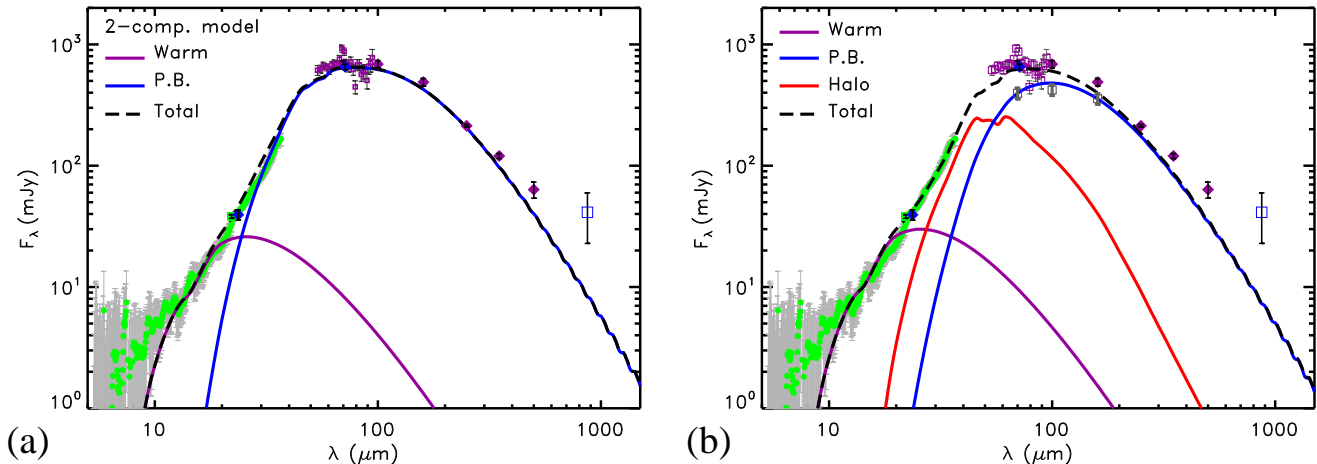 2-comp. model
Warm
P.B.
Total
10³
10²
10¹
10⁰
F_λ (mJy)
10
100
1000
λ (μm)
(a)
Warm
P.B.
Halo
Total
10³
10²
10¹
10⁰
F_λ (mJy)
10
100
1000
λ (μm)
(b)